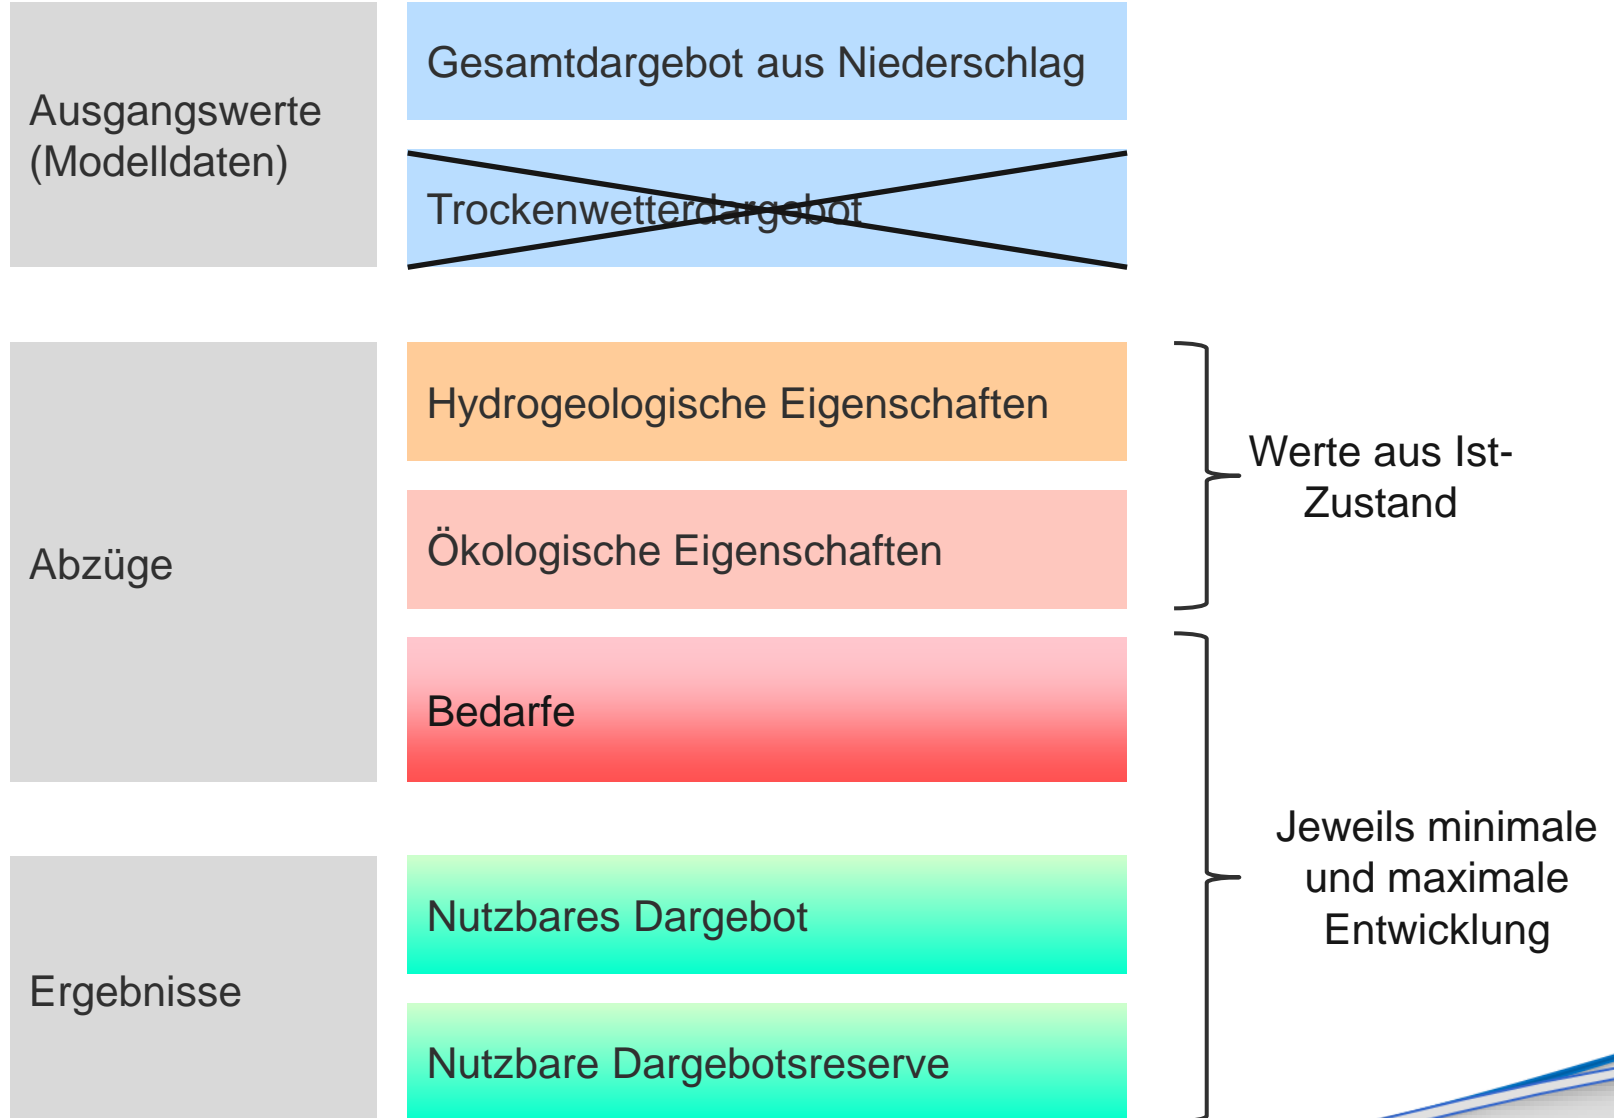 Ausgangswerte
(Modelldaten)
Gesamtdargebot aus Niederschlag
Trockenwetterdargebot
Abzüge
Hydrogeologische Eigenschaften
Ökologische Eigenschaften
Bedarfe
Werte aus Ist-
Zustand
Ergebnisse
Nutzbares Dargebot
Nutzbare Dargebotsreserve
Jeweils minimale
und maximale
Entwicklung